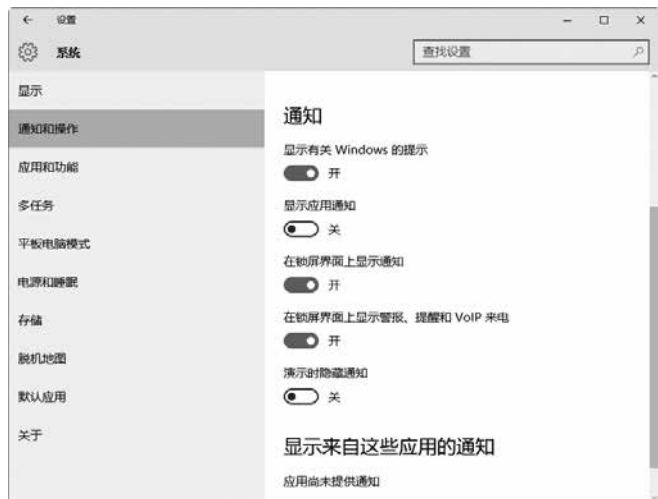 设置
系统
查找设置
显示
通知和操作
应用和功能
多任务
平板电脑模式
电源和睡眠
存储
脱机地图
默认应用
关于
通知
显示有关 Windows 的提示
开
显示应用通知
关
在锁屏界面上显示通知
开
在锁屏界面上显示警报、提醒和 VoIP 来电
开
演示时隐藏通知
关
显示来自这些应用的通知
应用尚未提供通知